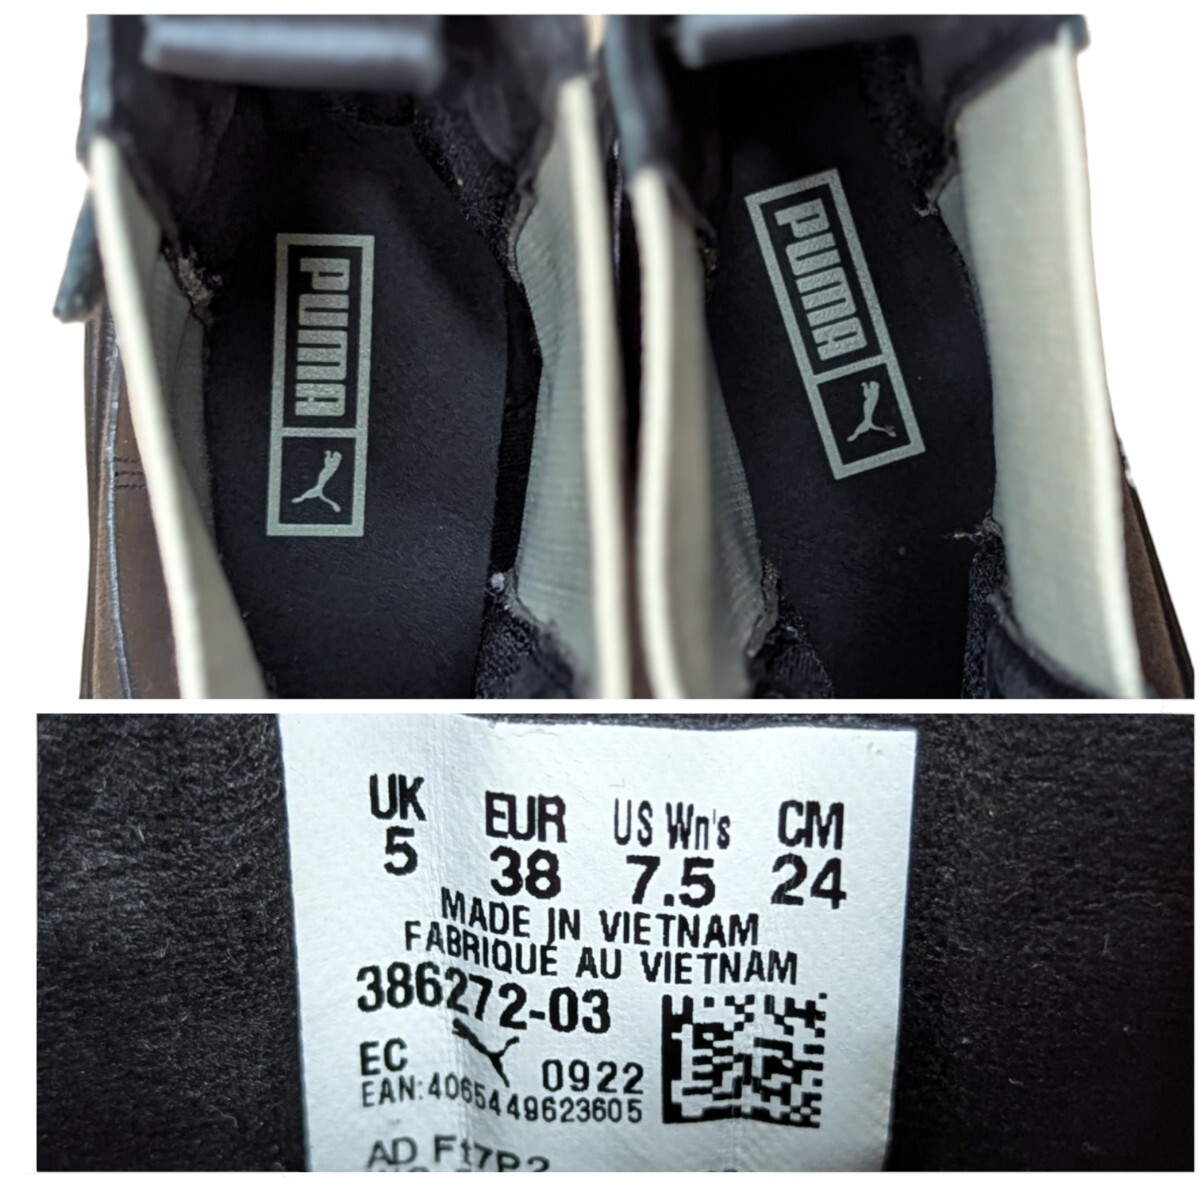 PUMA
PUMA
UK EUR US Wn's CM
5 38 7.5 24
MADE IN VIETNAM
FABRIQUÉ AU VIETNAM
386272-03
EC 0922
EAN:4065449623605
AD